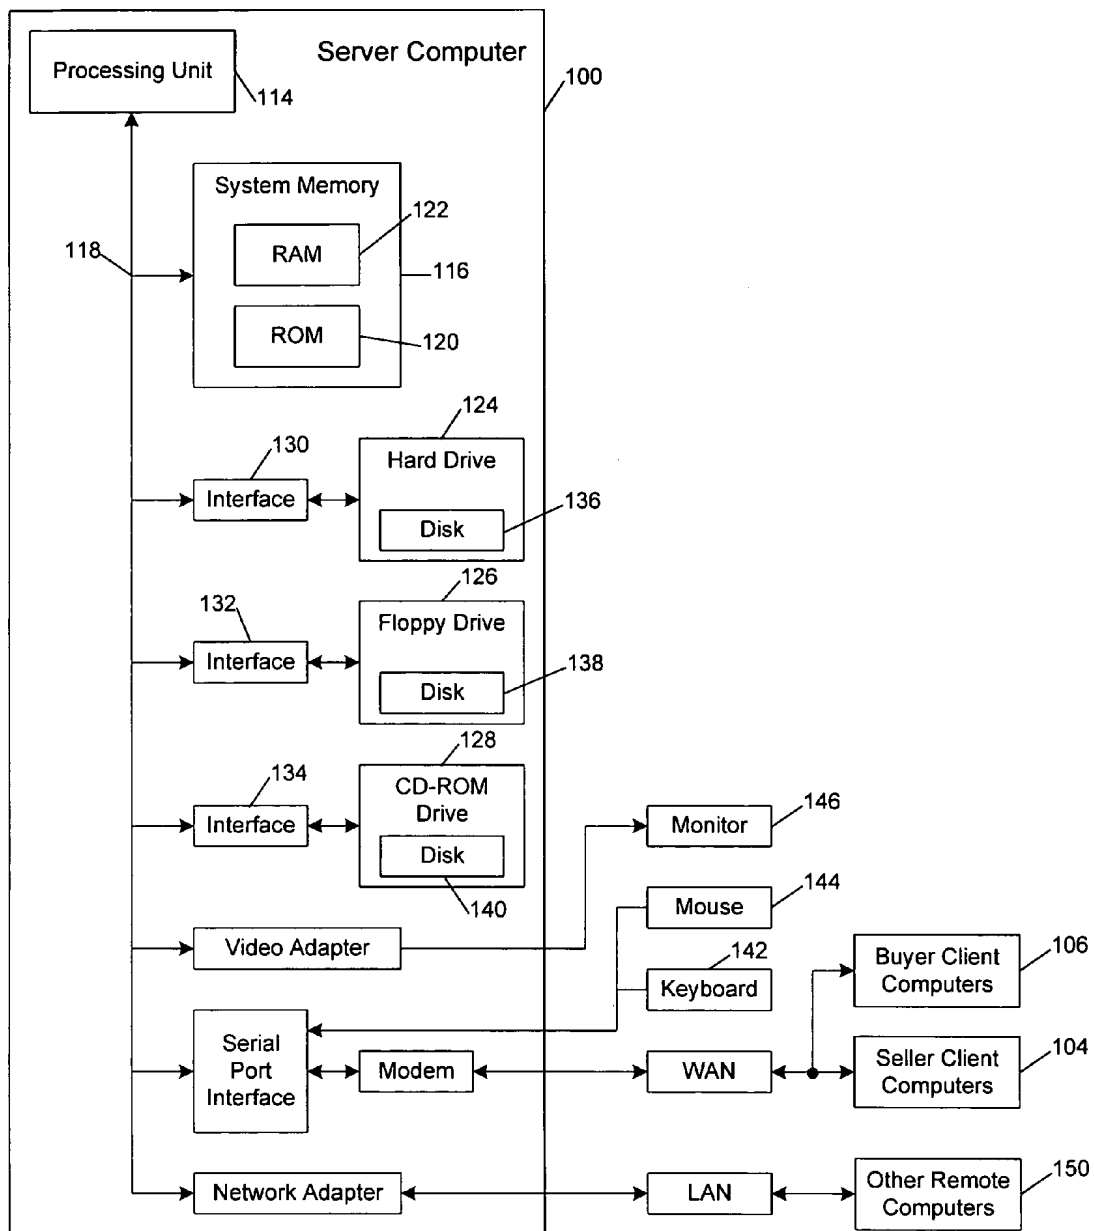 Server Computer
Processing Unit
100
114
System Memory
122
RAM
118
116
ROM
120
124
130
Hard Drive
Interface
136
Disk
126
132
Floppy Drive
Interface
138
Disk
128
134
CD-ROM
Drive
146
Interface
Monitor
Disk
144
140
Mouse
Video Adapter
142
106
Buyer Client
Computers
Keyboard
Serial
Port
Interface
Modem
WAN
Seller Client
Computers
104
Network Adapter
LAN
Other Remote
Computers
150